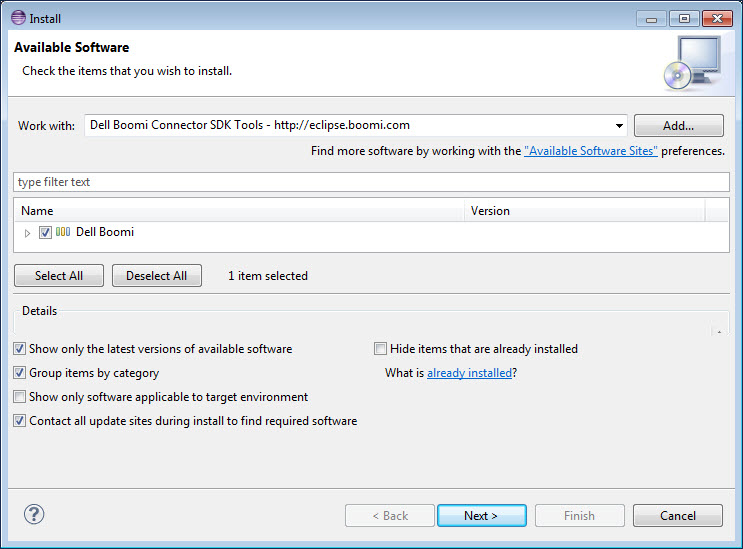 Install
Available Software
Check the items that you wish to install.
Work with: Dell Boomi Connector SDK Tools - http://eclipse.boomi.com Add...
Find more software by working with the "Available Software Sites" preferences.
type filter text
Name Version
Dell Boomi
Select All Deselect All 1 item selected
Details
Show only the latest versions of available software Hide items that are already installed
Group items by category What is already installed?
Show only software applicable to target environment
Contact all update sites during install to find required software
? < Back Next > Finish Cancel